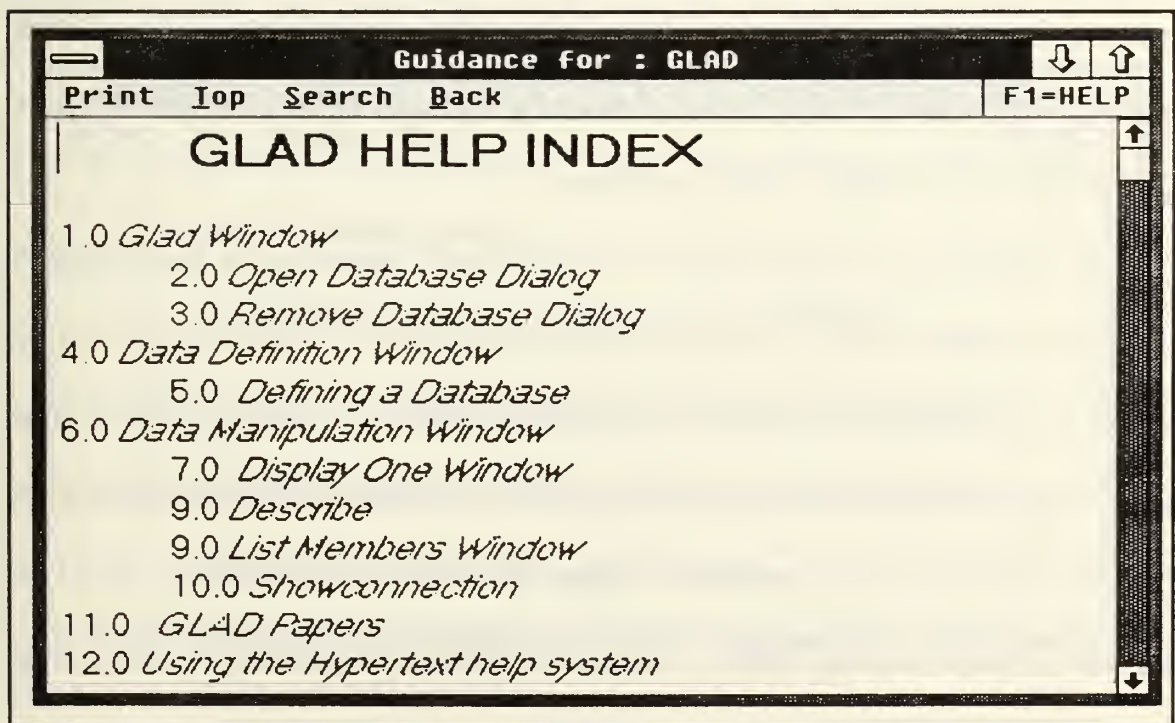 Guidance for : GLAD
Print Top Search Back F1=HELP
GLAD HELP INDEX
1.0 Glad Window
2.0 Open Database Dialog
3.0 Remove Database Dialog
4.0 Data Definition Window
5.0 Defining a Database
6.0 Data Manipulation Window
7.0 Display One Window
9.0 Describe
9.0 List Members Window
10.0 Showconnection
11.0 GLAD Papers
12.0 Using the Hypertext help system